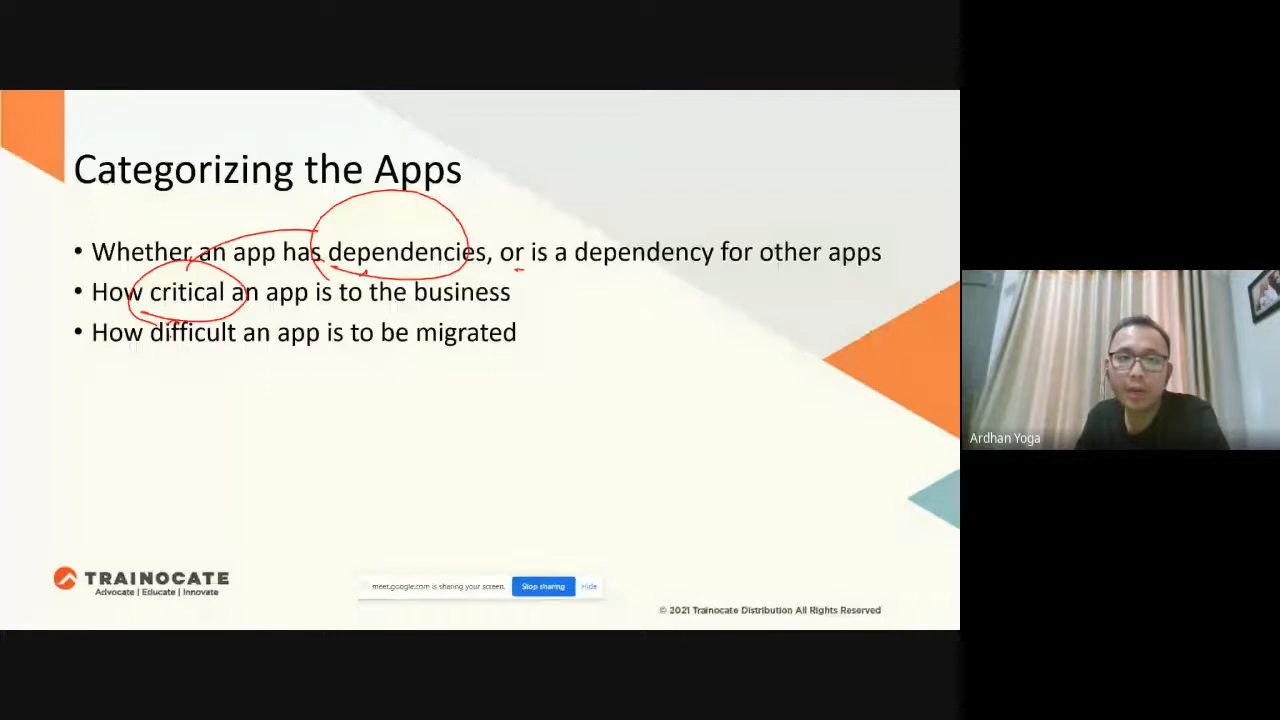 Categorizing the Apps
• Whether an app has dependencies, or is a dependency for other apps
• How critical an app is to the business
• How difficult an app is to be migrated
Ardhan Yoga
TRAINOCATE
Advocate | Educate | Innovate
meet.google.com is sharing your screen. Stop sharing Hide
© 2021 Trainocate Distribution All Rights Reserved